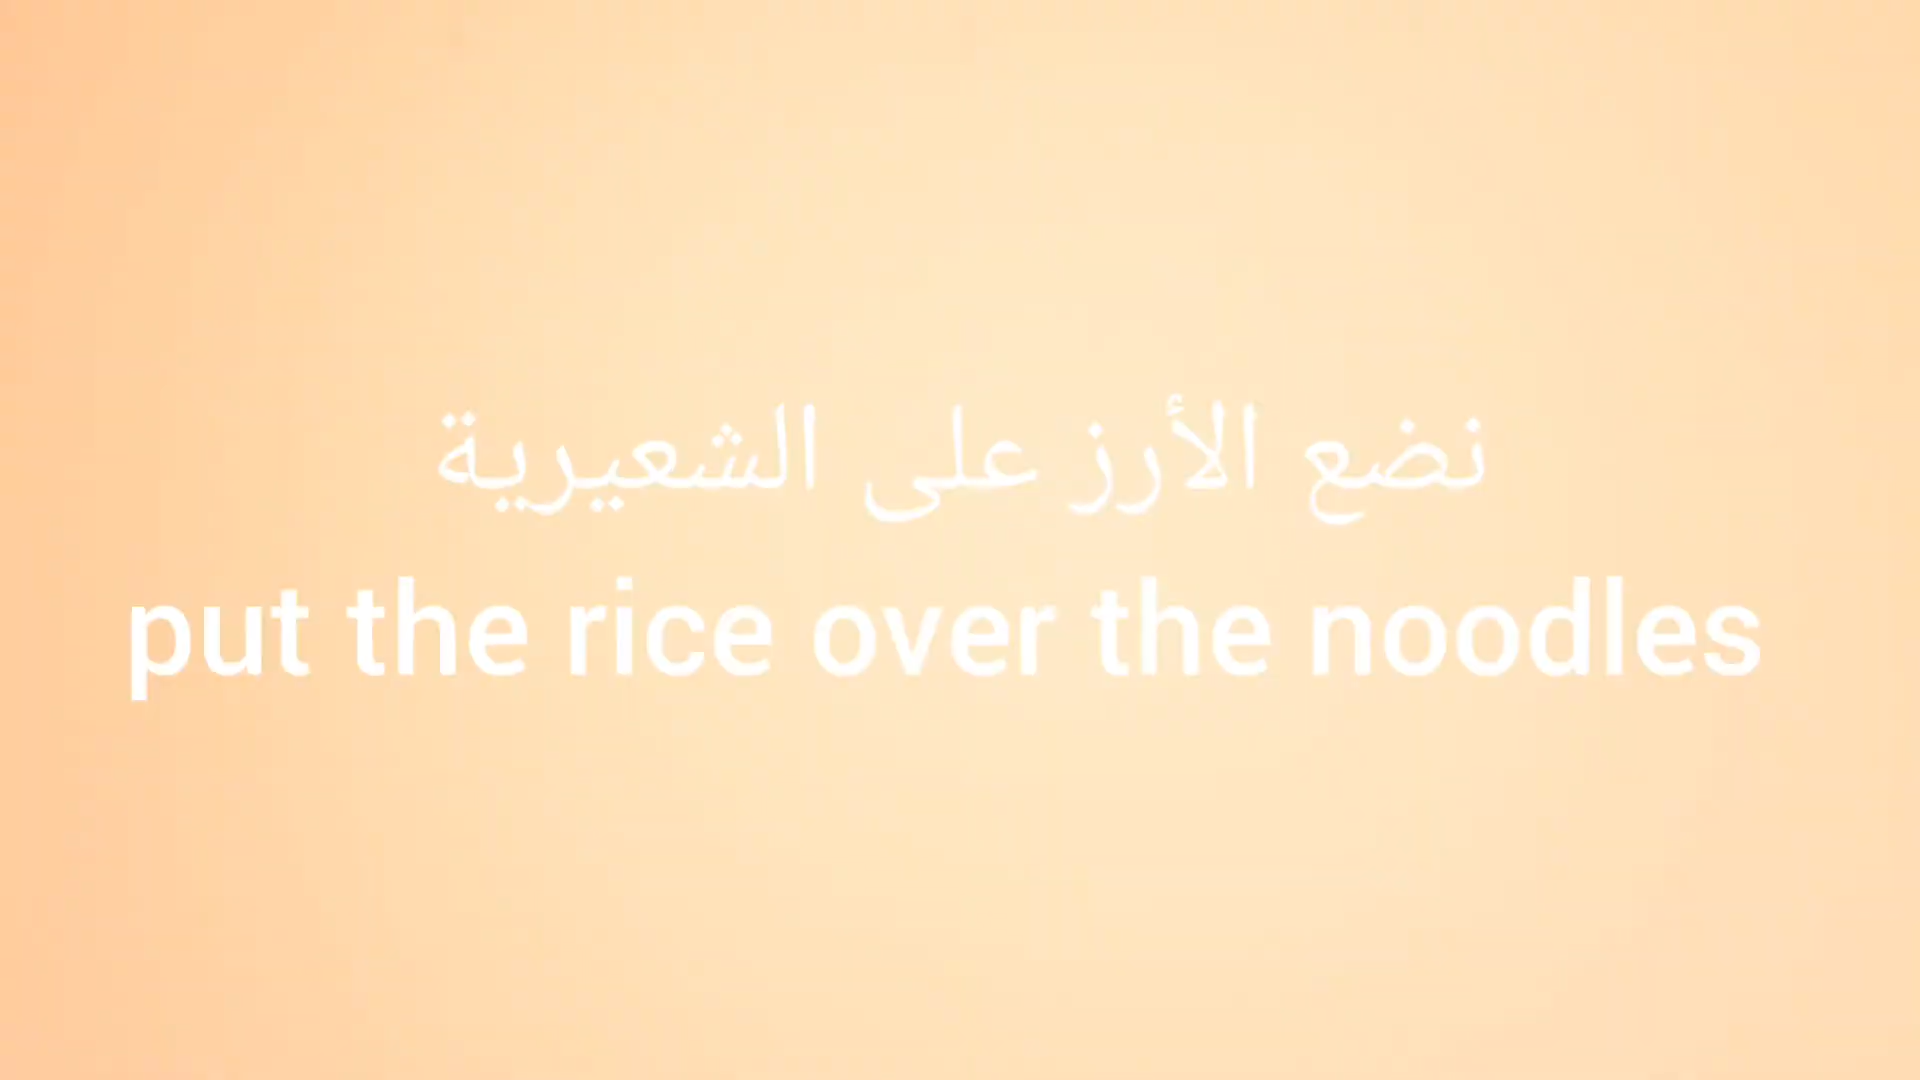 نضع الأرز على الشعيرية
put the rice over the noodles